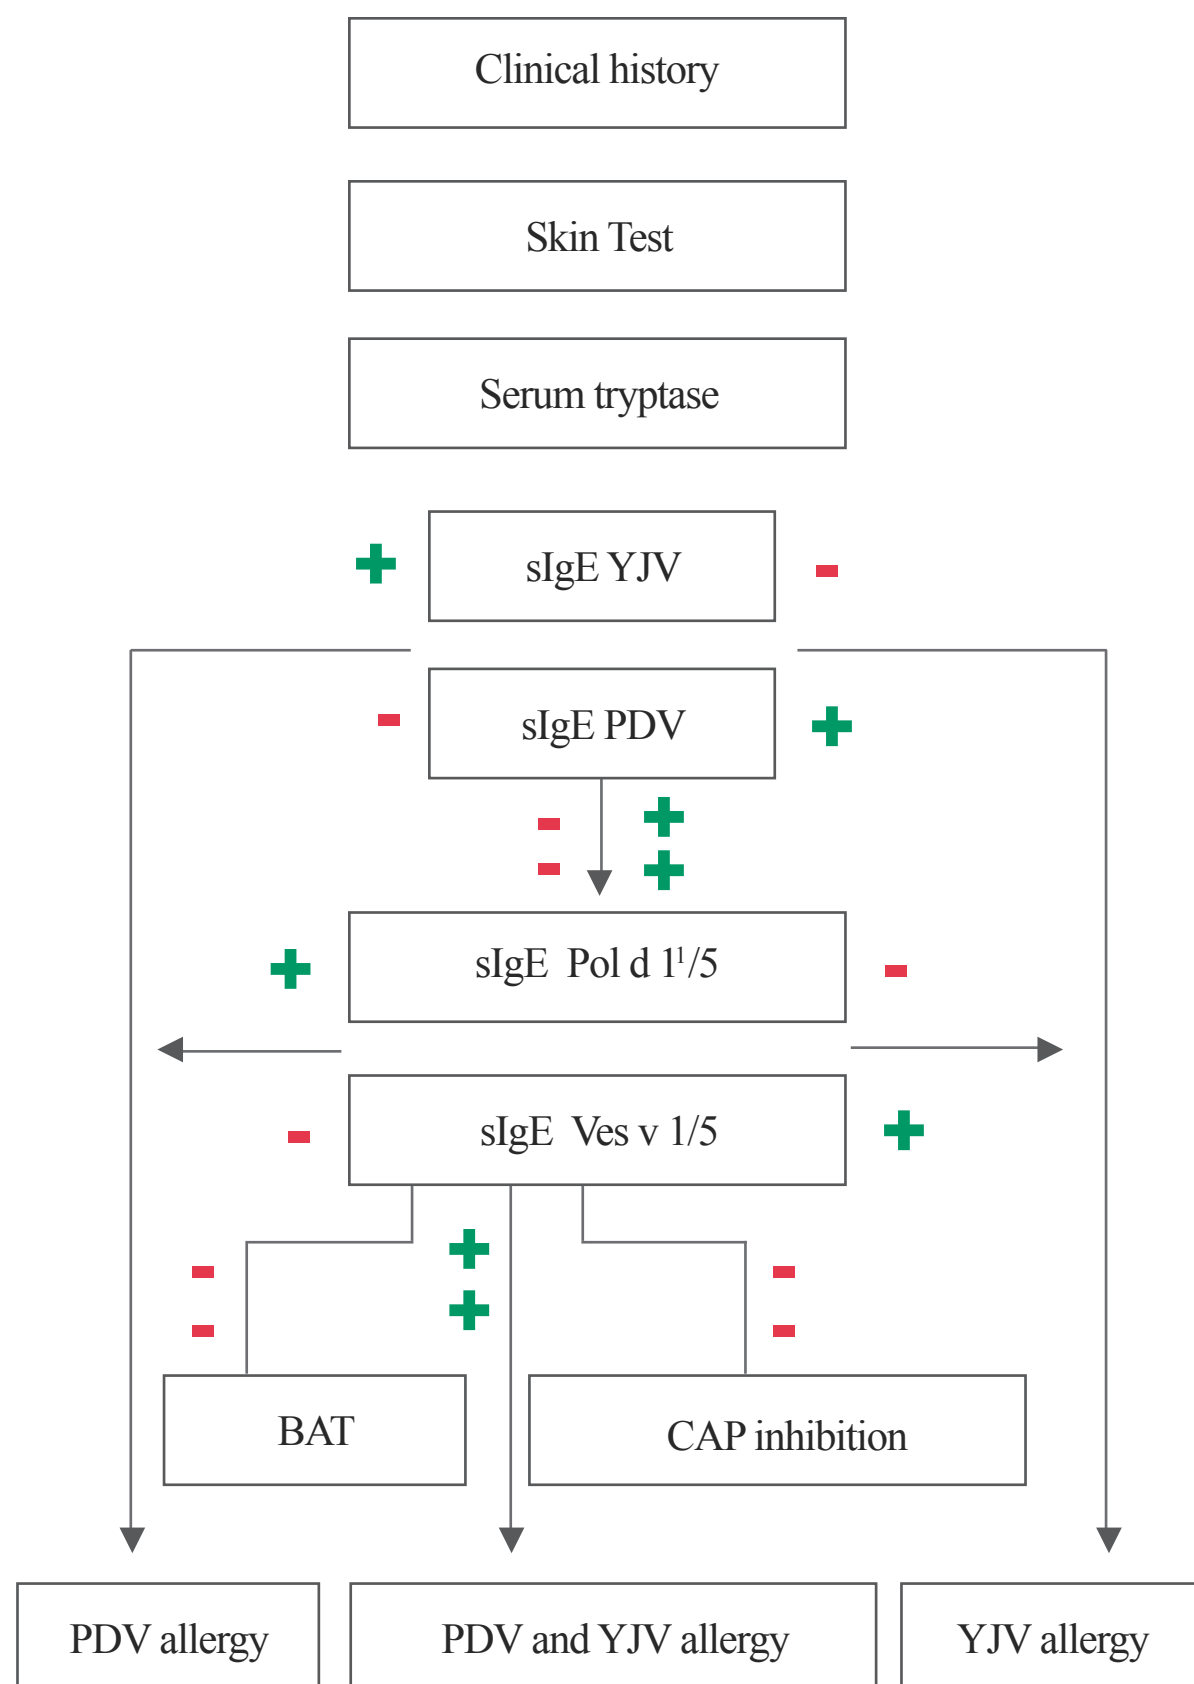 Clinical history
Skin Test
Serum tryptase
+
sIgE YJV
-
-
sIgE PDV
+
- +
- +
+
sIgE Pol d 1¹/5
-
-
sIgE Ves v 1/5
+
- + -
- + -
BAT
CAP inhibition
PDV allergy
PDV and YJV allergy
YJV allergy